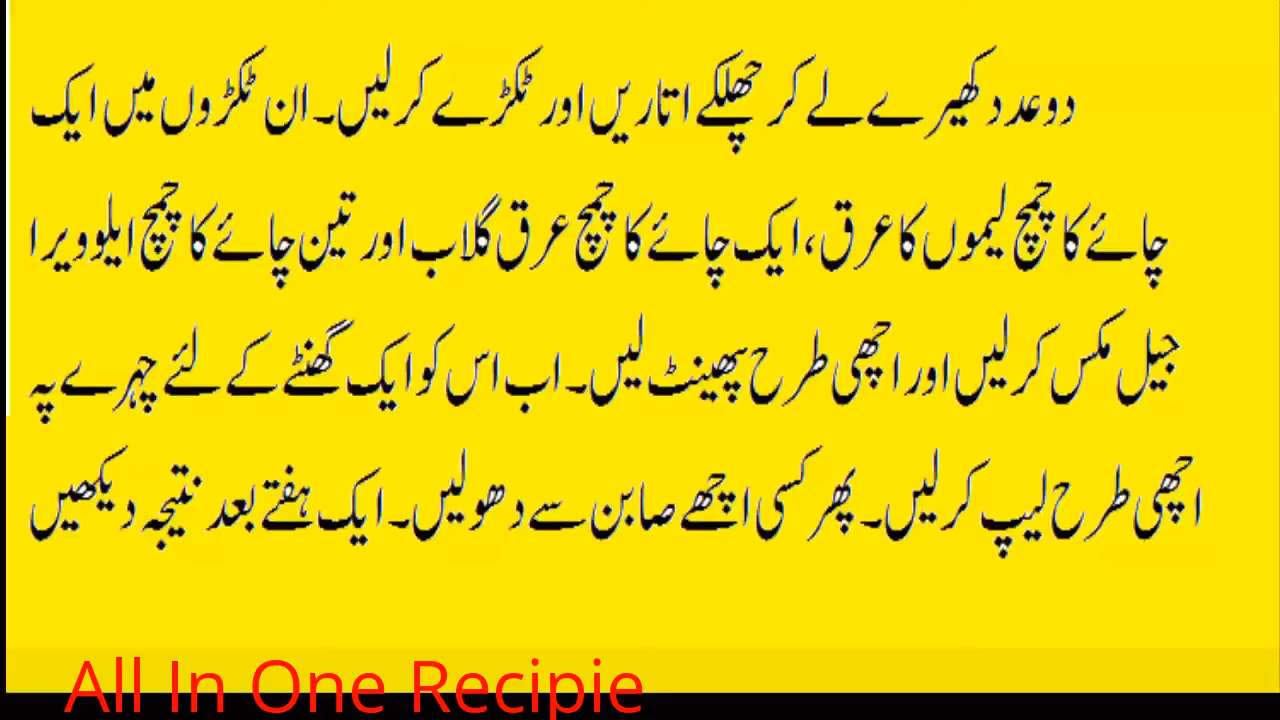 دو عدد کھیرے لے کر چھلکے اتاریں اور ٹکڑے کر لیں۔ ان ٹکڑوں میں ایک
چائے کا چمچ لیموں کا عرق، ایک چائے کا چمچ عرق گلاب اور تین چائے کا چمچ ایلوویرا
جیل مکس کر لیں اور اچھی طرح پھینٹ لیں۔ اب اس کو ایک گھنٹے کے لئے چہرے پہ
اچھی طرح لیپ کر لیں۔ پھر کسی اچھے صابن سے دھو لیں۔ ایک ہفتے بعد نتیجہ دیکھیں
All In One Recipie